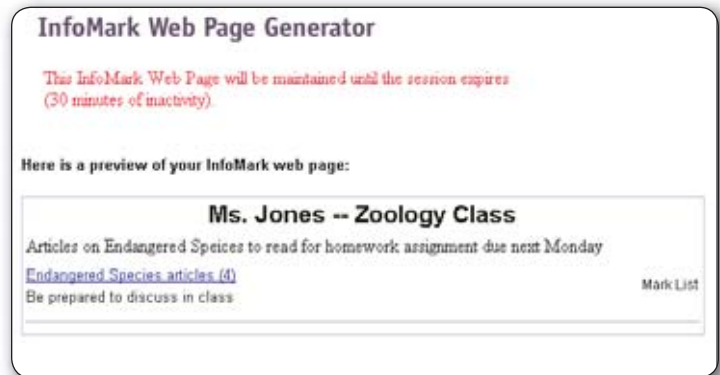 InfoMark Web Page Generator
This InfoMark Web Page will be maintained until the session expires
(30 minutes of inactivity).
Here is a preview of your InfoMark web page:
Ms. Jones -- Zoology Class
Articles on Endangered Speices to read for homework assignment due next Monday
Endangered Species articles (4)
Mark List
Be prepared to discuss in class